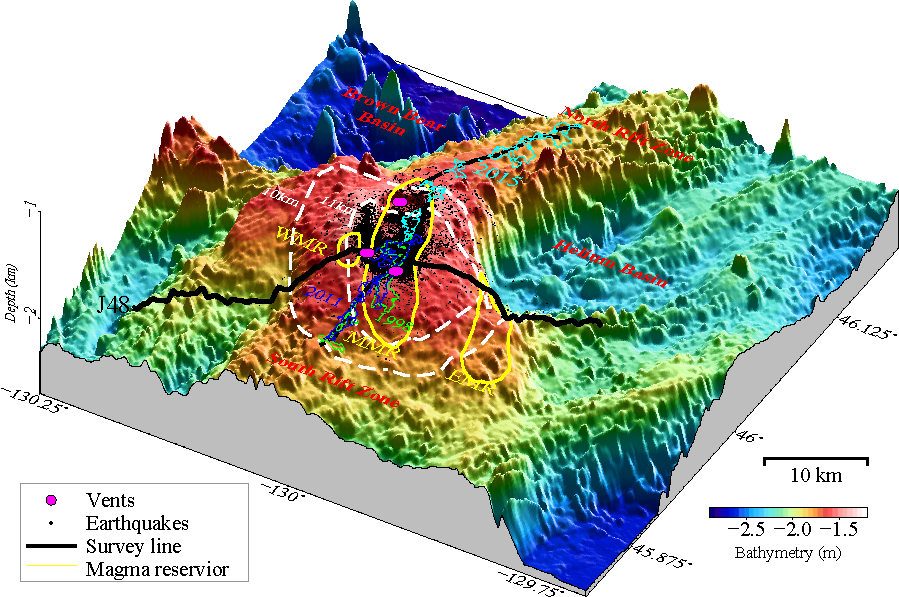 Brown Bear
Basin
North Rift Zone
2015
10km
11km
WMR
Helium Basin
−1
Depth (km)
−2
J48
2011
1998
MMR
EMR
South Rift Zone
−130.25°
−130°
−129.75°
46.125°
46°
45.875°
10 km
Vents
Earthquakes
Survey line
Magma reservior
−2.5 −2.0 −1.5
Bathymetry (m)